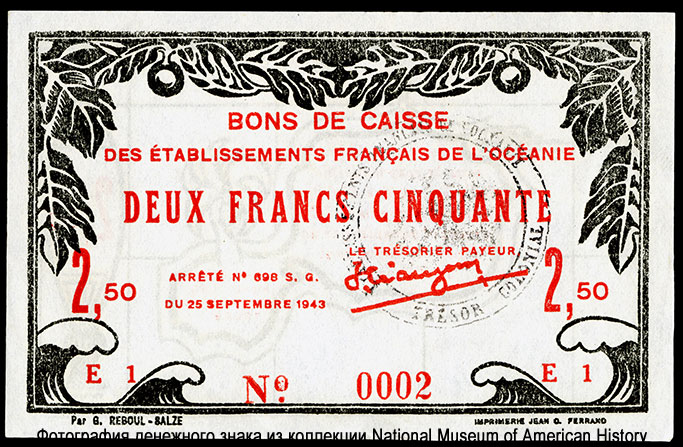 BONS DE CAISSE
DES ÉTABLISSEMENTS FRANÇAIS DE L'OCÉANIE
DEUX FRANCS CINQUANTE
LE TRÉSORIER PAYEUR
ARRÊTÉ Nº 698 S. G.
DU 25 SEPTEMBRE 1943
2,50
2,50
TRÉSOR
E 1
Nº 0002
E 1
Par G. REBOUL-SALZE
IMPRIMERIE JEAN G. FERRAND
Фотография денежного знака из коллекции National Museum of American History